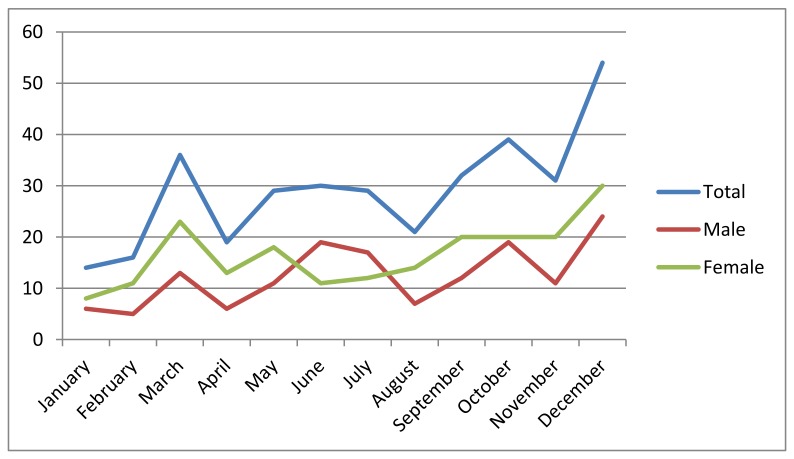 60
50
40
30
20
10
0
January
February
March
April
May
June
July
August
September
October
November
December
Total
Male
Female